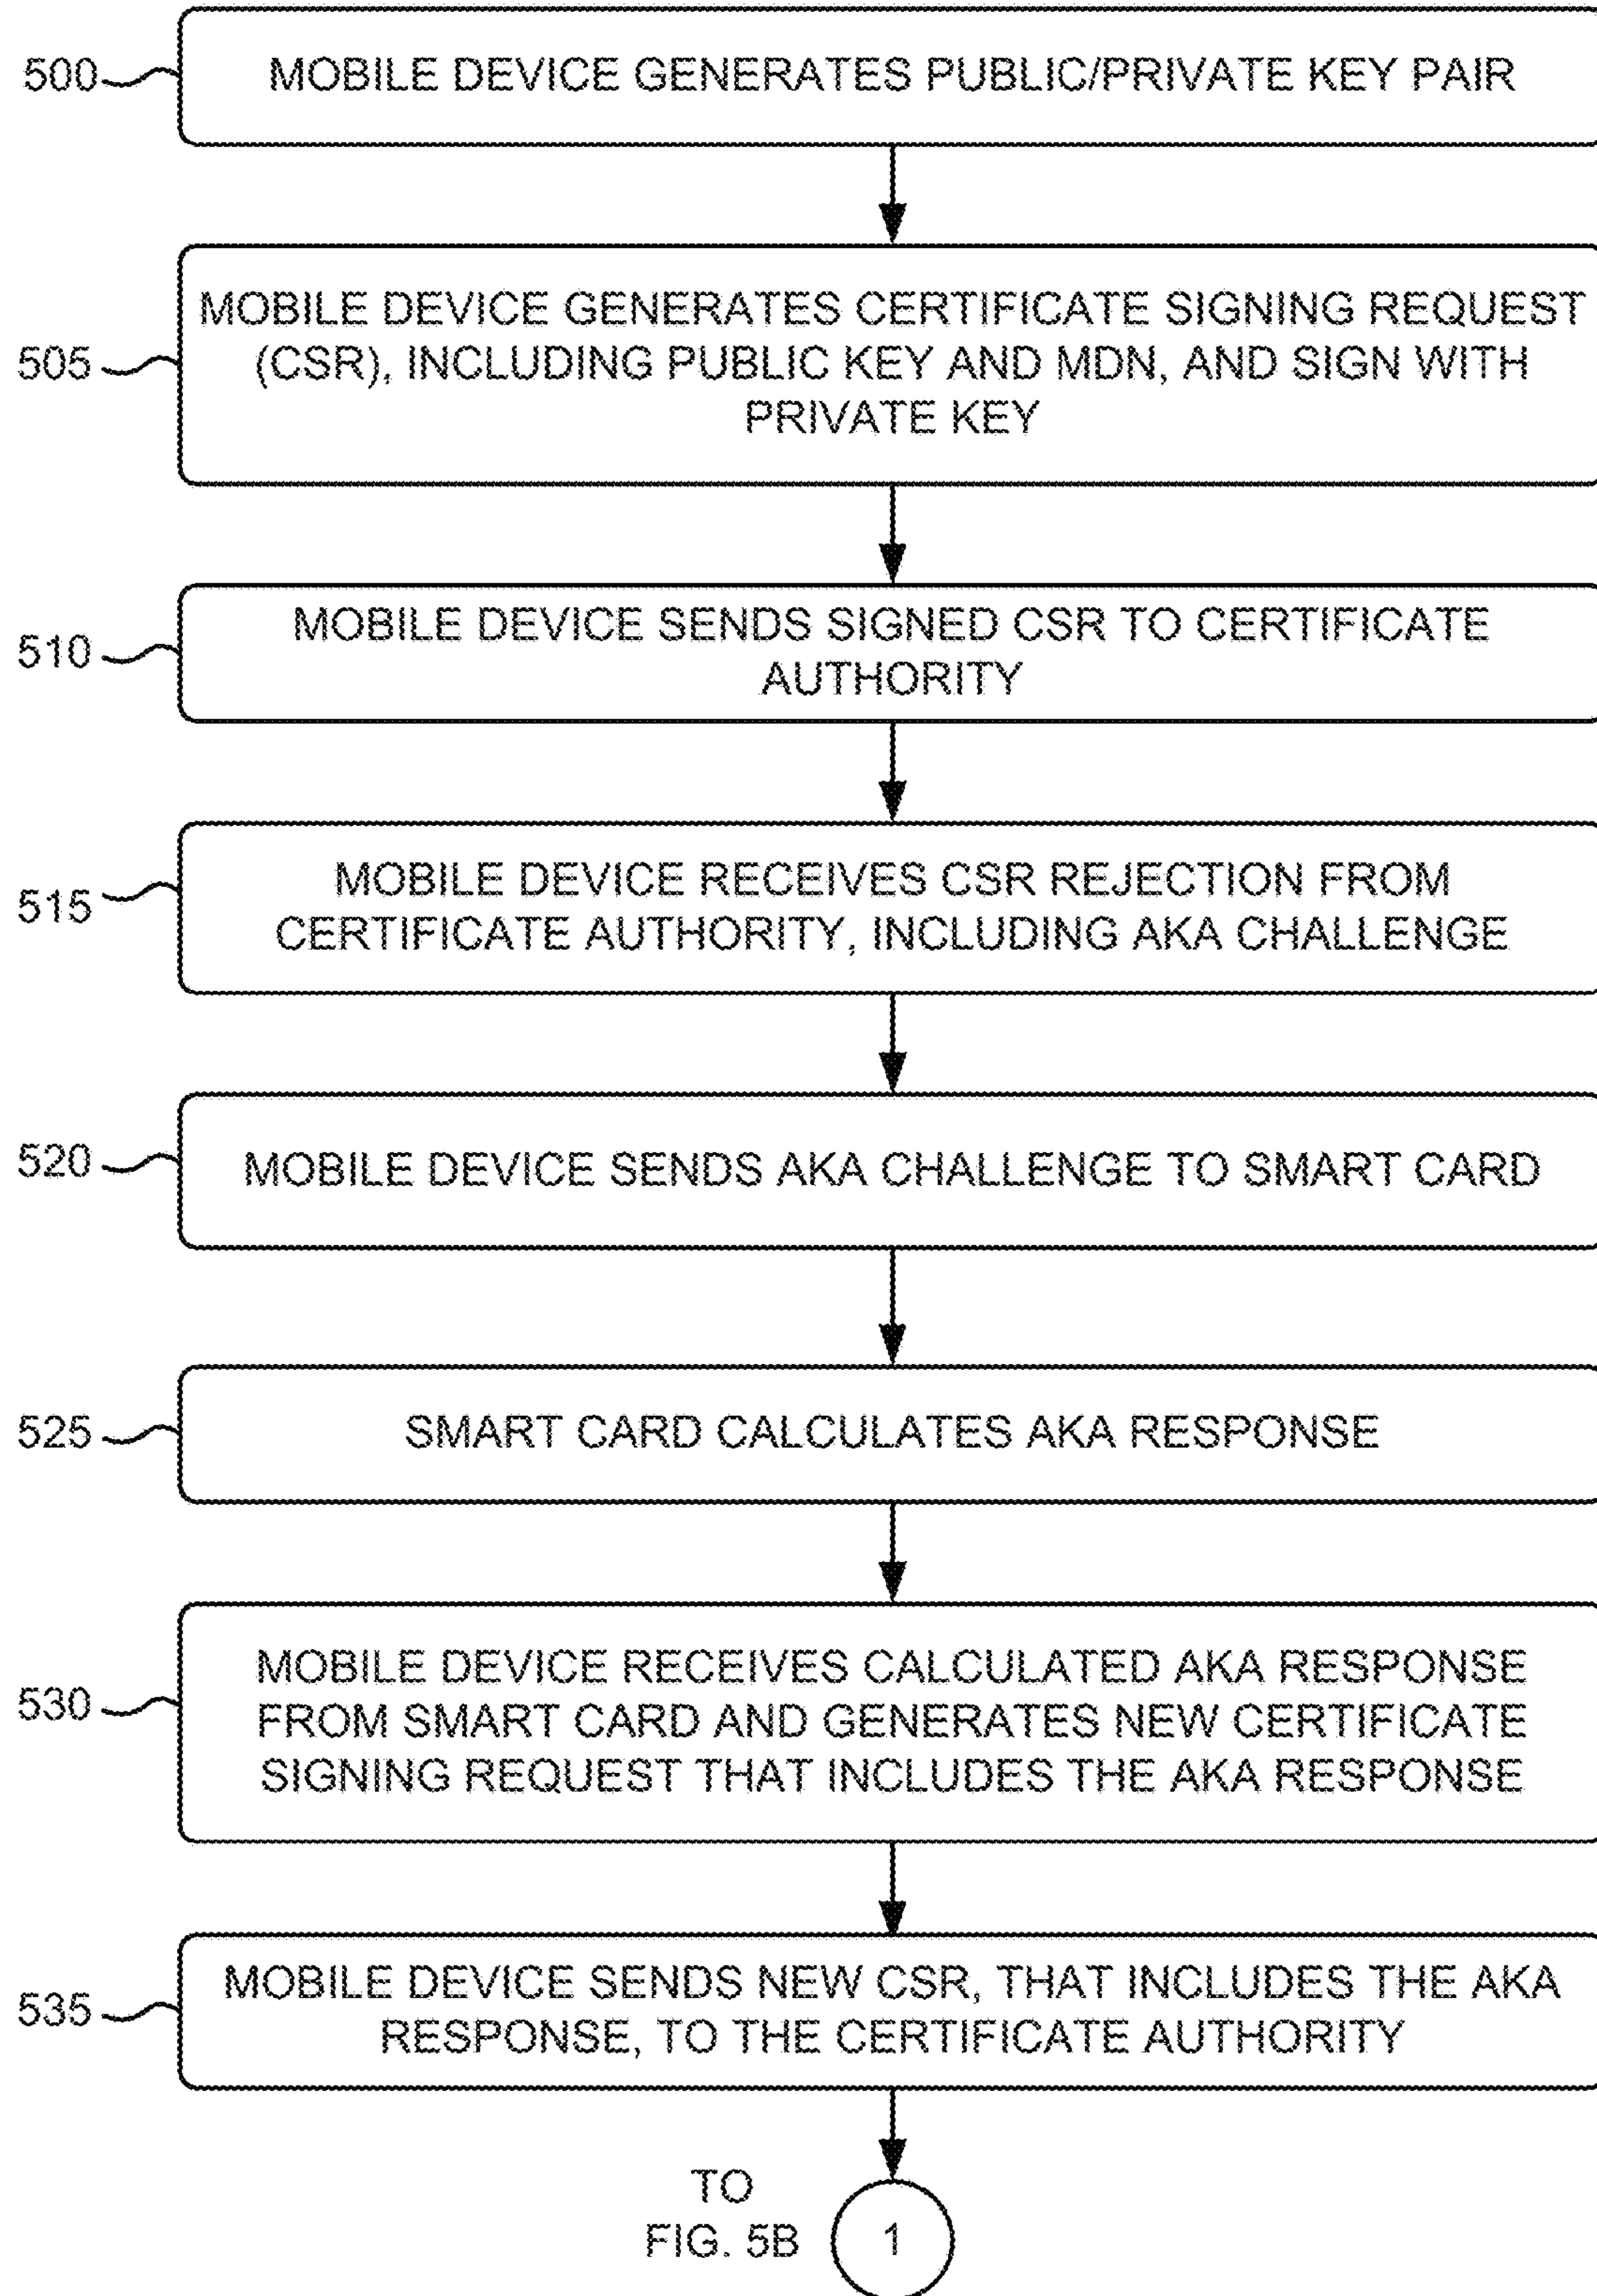 500
MOBILE DEVICE GENERATES PUBLIC/PRIVATE KEY PAIR
MOBILE DEVICE GENERATES CERTIFICATE SIGNING REQUEST
505
(CSR), INCLUDING PUBLIC KEY AND MDN, AND SIGN WITH
PRIVATE KEY
MOBILE DEVICE SENDS SIGNED CSR TO CERTIFICATE
510
AUTHORITY
MOBILE DEVICE RECEIVES CSR REJECTION FROM
515
CERTIFICATE AUTHORITY, INCLUDING AKA CHALLENGE
520
MOBILE DEVICE SENDS AKA CHALLENGE TO SMART CARD
525
SMART CARD CALCULATES AKA RESPONSE
MOBILE DEVICE RECEIVES CALCULATED AKA RESPONSE
530
FROM SMART CARD AND GENERATES NEW CERTIFICATE
SIGNING REQUEST THAT INCLUDES THE AKA RESPONSE
MOBILE DEVICE SENDS NEW CSR, THAT INCLUDES THE AKA
535
RESPONSE, TO THE CERTIFICATE AUTHORITY
TO
FIG. 5B
1